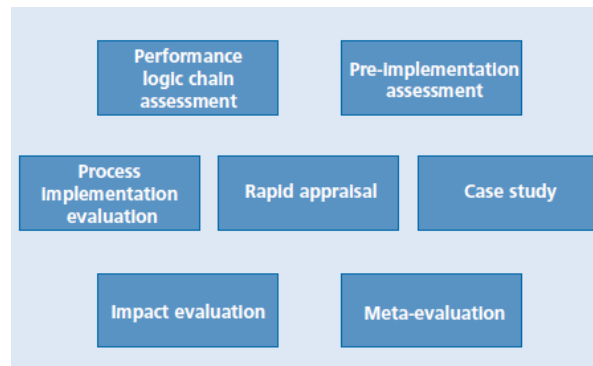 Performance
logic chain
assessment
Pre-implementation
assessment
Process
implementation
evaluation
Rapid appraisal
Case study
Impact evaluation
Meta-evaluation